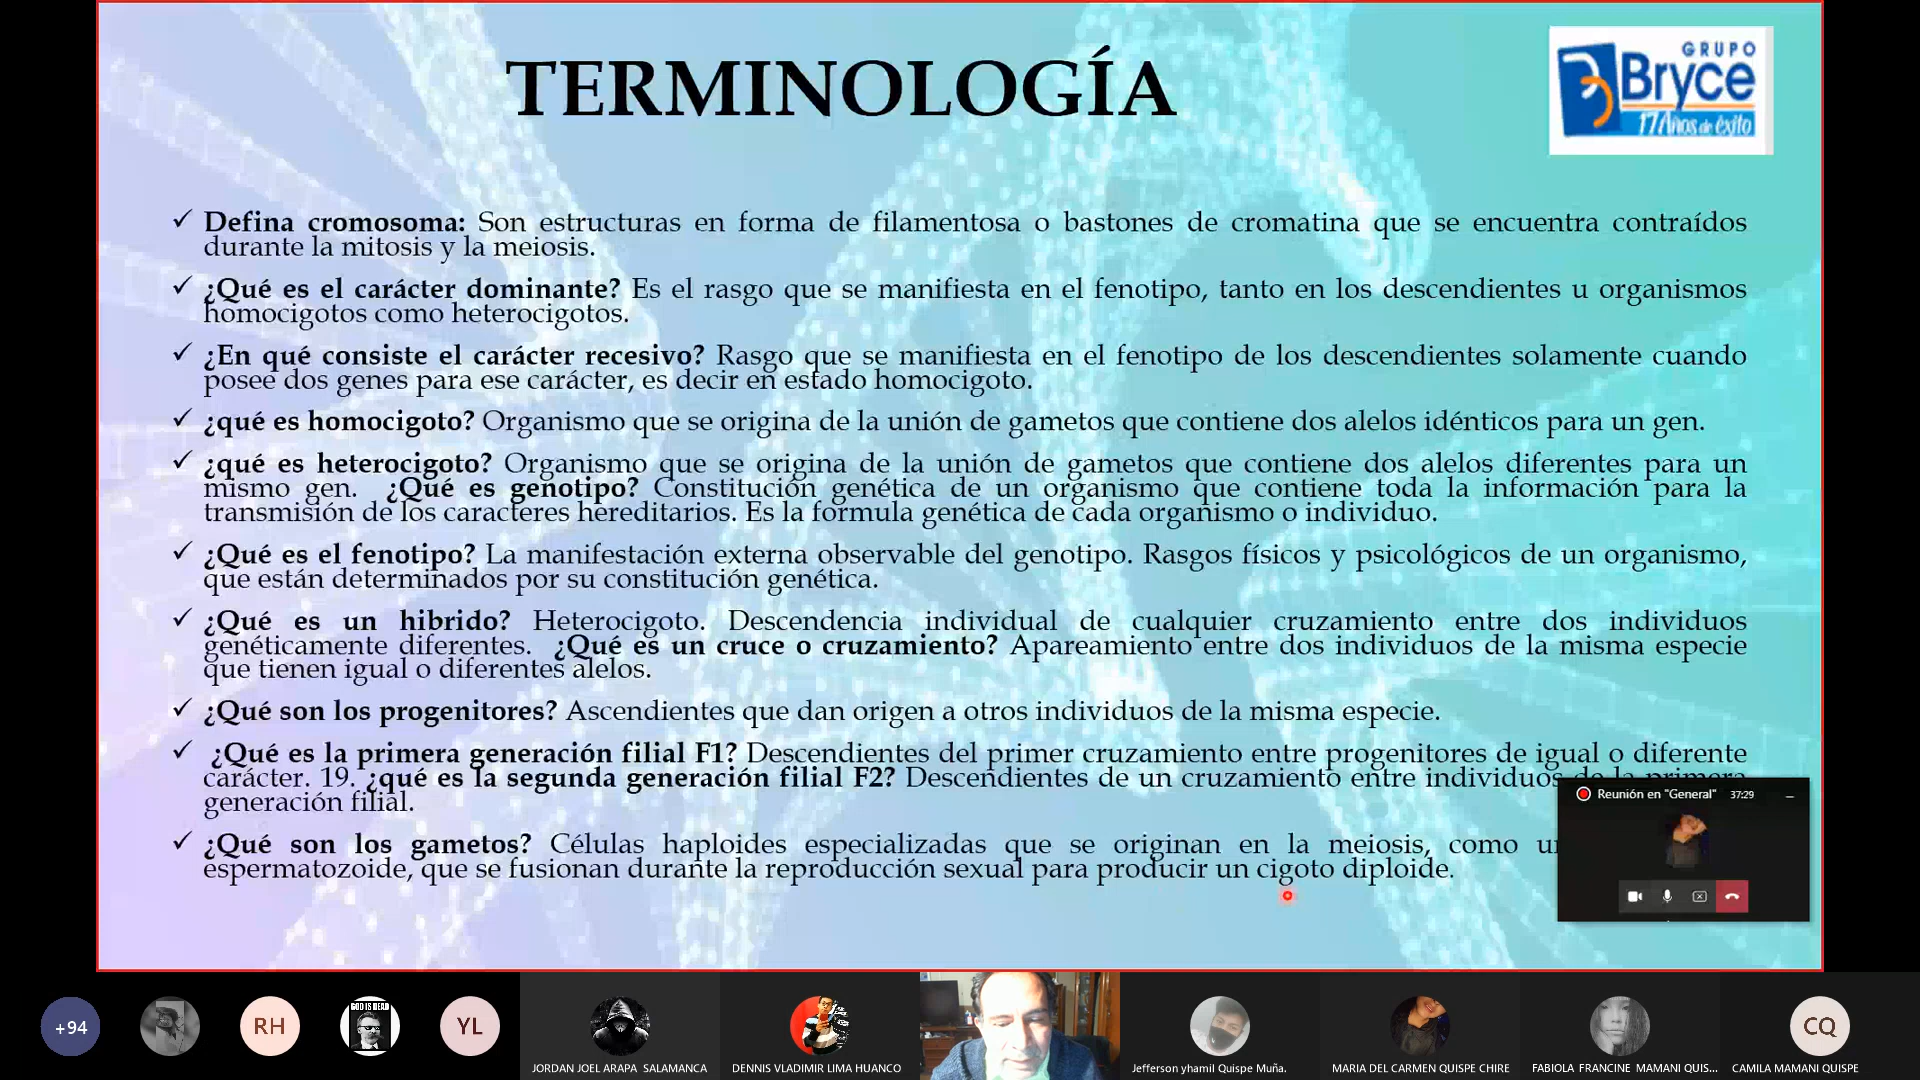 TERMINOLOGÍA
GRUPO
Bryce
17 Años de éxito
✓ Defina cromosoma: Son estructuras en forma de filamentosa o bastones de cromatina que se encuentra contraídos
durante la mitosis y la meiosis.
✓ ¿Qué es el carácter dominante? Es el rasgo que se manifiesta en el fenotipo, tanto en los descendientes u organismos
homocigotos como heterocigotos.
✓ ¿En qué consiste el carácter recesivo? Rasgo que se manifiesta en el fenotipo de los descendientes solamente cuando
posee dos genes para ese carácter, es decir en estado homocigoto.
✓ ¿qué es homocigoto? Organismo que se origina de la unión de gametos que contiene dos alelos idénticos para un gen.
✓ ¿qué es heterocigoto? Organismo que se origina de la unión de gametos que contiene dos alelos diferentes para un
mismo gen. ¿Qué es genotipo? Constitución genética de un organismo que contiene toda la información para la
transmisión de los caracteres hereditarios. Es la formula genética de cada organismo o individuo.
✓ ¿Qué es el fenotipo? La manifestación externa observable del genotipo. Rasgos físicos y psicológicos de un organismo,
que están determinados por su constitución genética.
✓ ¿Qué es un hibrido? Heterocigoto. Descendencia individual de cualquier cruzamiento entre dos individuos
genéticamente diferentes. ¿Qué es un cruce o cruzamiento? Apareamiento entre dos individuos de la misma especie
que tienen igual o diferentes alelos.
✓ ¿Qué son los progenitores? Ascendientes que dan origen a otros individuos de la misma especie.
✓ ¿Qué es la primera generación filial F1? Descendientes del primer cruzamiento entre progenitores de igual o diferente
carácter. 19. ¿qué es la segunda generación filial F2? Descendientes de un cruzamiento entre individuos de la primera
generación filial.
✓ ¿Qué son los gametos? Células haploides especializadas que se originan en la meiosis, como
espermatozoide, que se fusionan durante la reproducción sexual para producir un cigoto diploide.
Reunión en "General" 37:29
+94
RH
GOD IS DEAD
YL
CQ
JORDAN JOEL ARAPA SALAMANCA
DENNIS VLADIMIR LIMA HUANCO
Jefferson yhamil Quispe Muña.
MARIA DEL CARMEN QUISPE CHIRE
FABIOLA FRANCINE MAMANI QUIS...
CAMILA MAMANI QUISPE